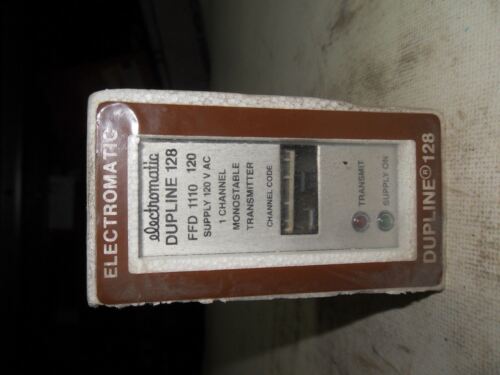 ELECTROMATIC
electromatic
DUPLINE 128
FFD 1110 120
SUPPLY 120 V AC
1 CHANNEL
MONOSTABLE
TRANSMITTER
CHANNEL CODE
TRANSMIT
SUPPLY ON
DUPLINE® 128